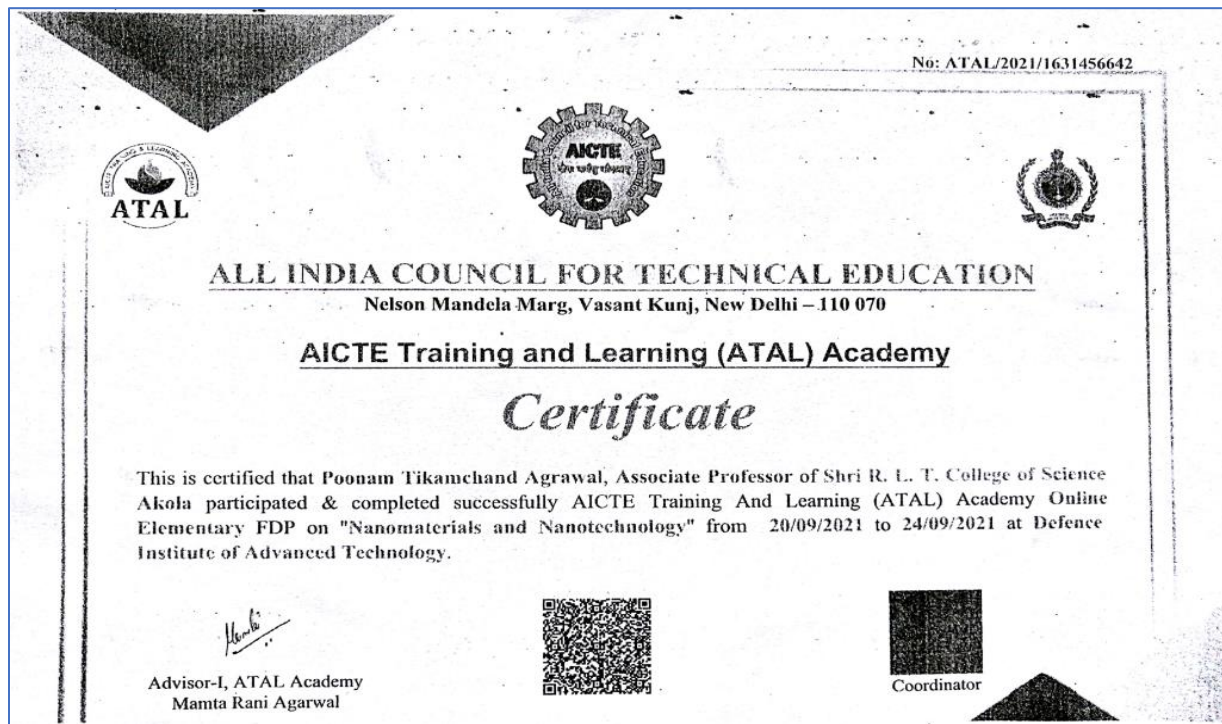 No: ATAL/2021/1631456642
ATAL
AICTE
ALL INDIA COUNCIL FOR TECHNICAL EDUCATION
Nelson Mandela Marg, Vasant Kunj, New Delhi – 110 070
AICTE Training and Learning (ATAL) Academy
Certificate
This is certified that Poonam Tikamchand Agrawal, Associate Professor of Shri R. L. T. College of Science
Akola participated & completed successfully AICTE Training And Learning (ATAL) Academy Online
Elementary FDP on "Nanomaterials and Nanotechnology" from 20/09/2021 to 24/09/2021 at Defence
Institute of Advanced Technology.
Advisor-I, ATAL Academy
Mamta Rani Agarwal
Coordinator